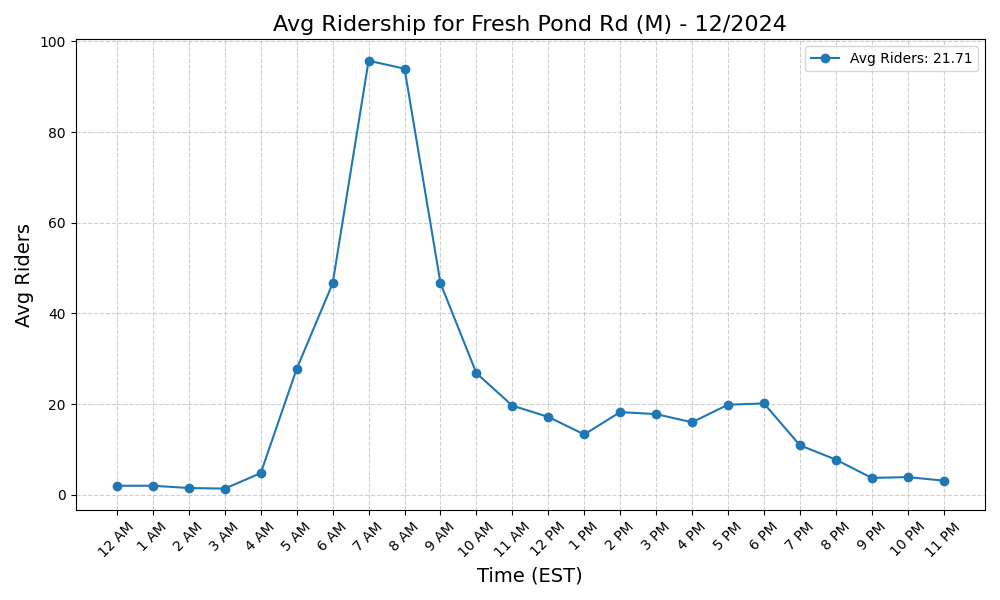 Avg Ridership for Fresh Pond Rd (M) - 12/2024
Avg Riders: 21.71
Avg Riders
100
80
60
40
20
0
12 AM
1 AM
2 AM
3 AM
4 AM
5 AM
6 AM
7 AM
8 AM
9 AM
10 AM
11 AM
12 PM
1 PM
2 PM
3 PM
4 PM
5 PM
6 PM
7 PM
8 PM
9 PM
10 PM
11 PM
Time (EST)